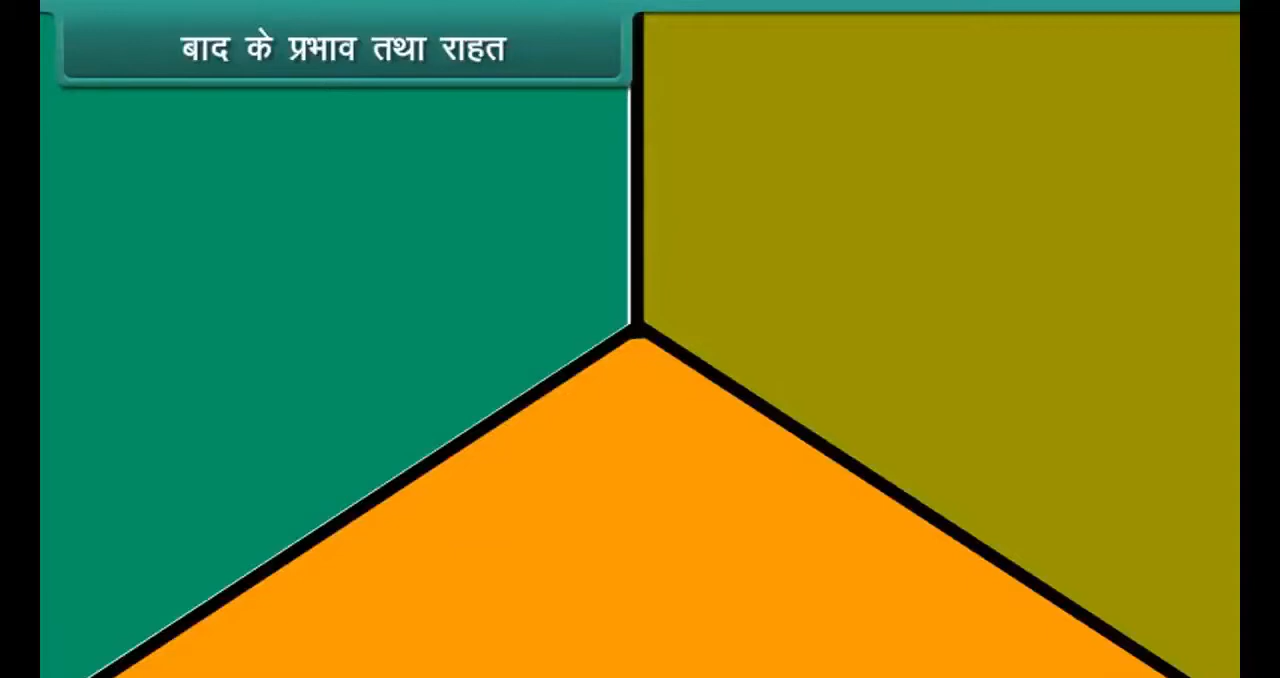 बाद के प्रभाव तथा राहत